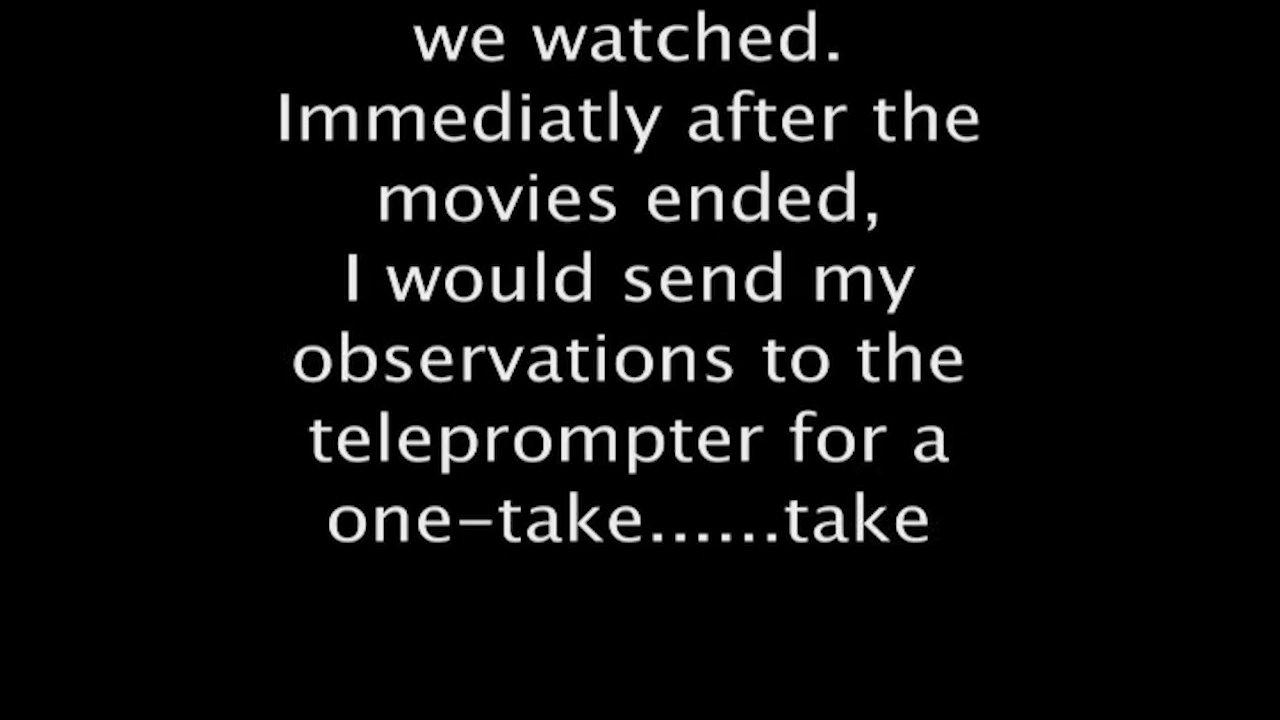 we watched.
Immediatly after the
movies ended,
I would send my
observations to the
teleprompter for a
one-take......take